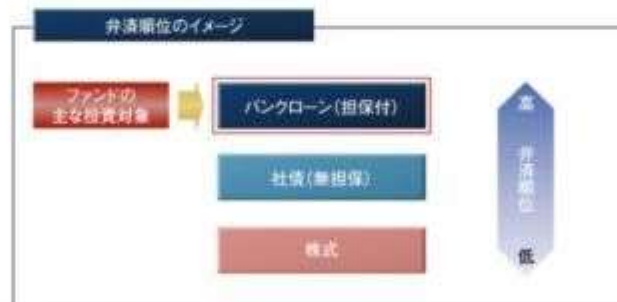 弁済順位のイメージ
ファンドの
主な投資対象
バンクローン(担保付)
社債(無担保)
株式
高
弁済順位
低